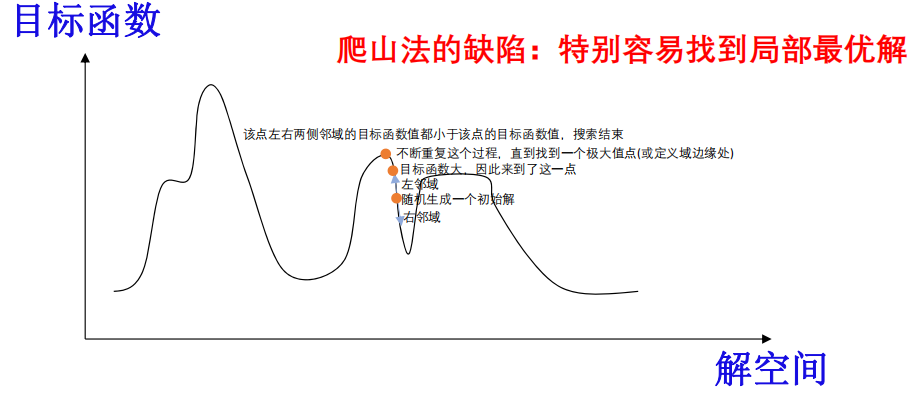 目标函数
爬山法的缺陷：特别容易找到局部最优解
该点左右两侧邻域的目标函数值都小于该点的目标函数值，搜索结束
不断重复这个过程，直到找到一个极大值点(或定义域边缘处)
目标函数大，因此来到了这一点
左邻域
随机生成一个初始解
右邻域
解空间